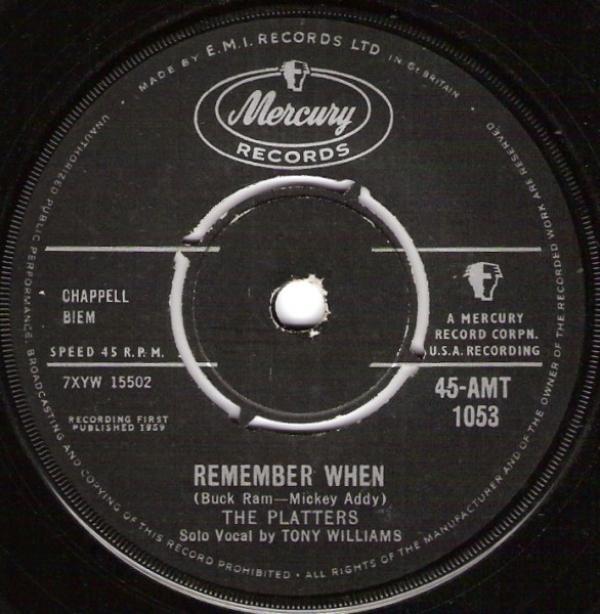 MADE BY E.M.I. RECORDS LTD IN GT BRITAIN
Mercury
RECORDS
CHAPPELL
BIEM
SPEED 45 R.P.M.
7XYW 15502
RECORDING FIRST
PUBLISHED 1959
A MERCURY
RECORD CORPN.
U.S.A. RECORDING
45-AMT
1053
REMEMBER WHEN
(Buck Ram—Mickey Addy)
THE PLATTERS
Solo Vocal by TONY WILLIAMS
UNAUTHORIZED PUBLIC PERFORMANCE, BROADCASTING AND COPYING OF THIS RECORD PROHIBITED · ALL RIGHTS OF THE MANUFACTURER AND OF THE OWNER OF THE RECORDED WORK ARE RESERVED